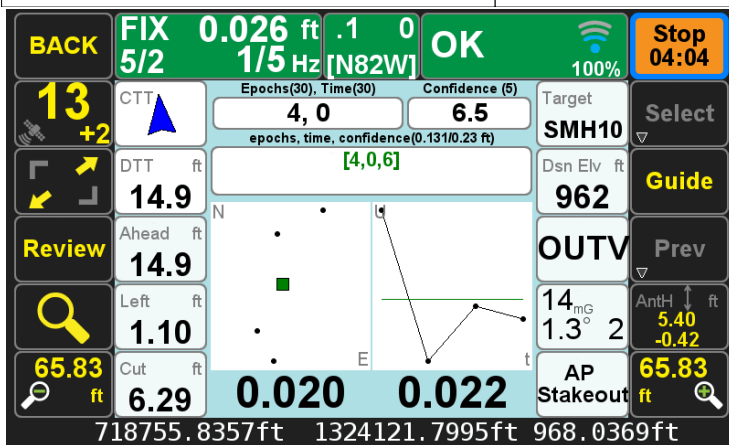 BACK
FIX 0.026 ft
5/2 1/5 Hz
.1 0
[N82W]
OK
100%
Stop
04:04
13
+2
CTT
Epochs(30), Time(30)
4, 0
Confidence (5)
6.5
Target
SMH10
Select
epochs, time, confidence(0.131/0.23 ft)
[4,0,6]
DTT ft
14.9
Dsn Elv ft
962
Guide
Review
Ahead ft
14.9
N
E
U
t
OUTV
Prev
Left ft
1.10
14mG
1.3° 2
AntH ft
5.40
-0.42
65.83
ft
Cut ft
6.29
0.020 0.022
AP
Stakeout
65.83
ft
718755.8357ft 1324121.7995ft 968.0369ft